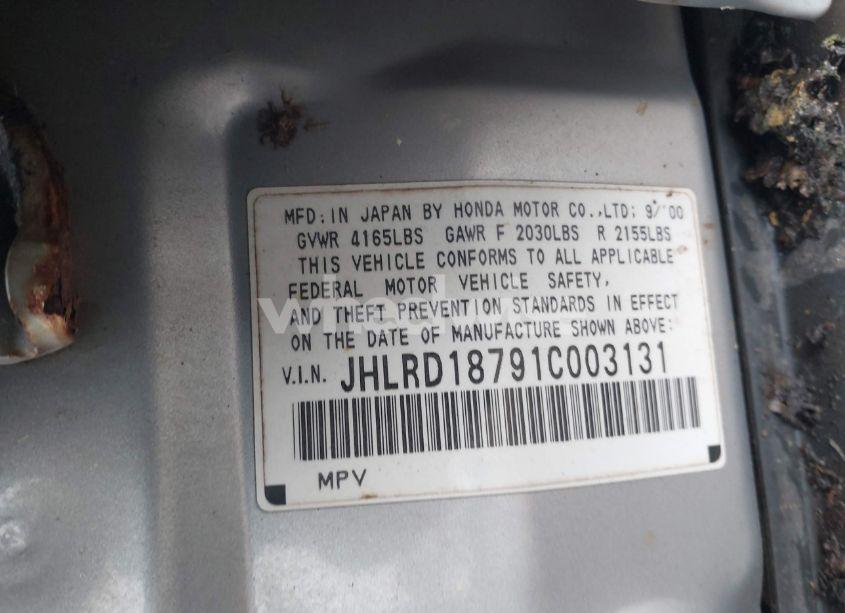 MFD: IN JAPAN BY HONDA MOTOR CO.,LTD; 9/'00
GVWR 4165LBS GAWR F 2030LBS R 2155LBS
THIS VEHICLE CONFORMS TO ALL APPLICABLE
FEDERAL MOTOR VEHICLE SAFETY,
AND THEFT PREVENTION STANDARDS IN EFFECT
ON THE DATE OF MANUFACTURE SHOWN ABOVE:
V.I.N. JHLRD18791C003131
MPV